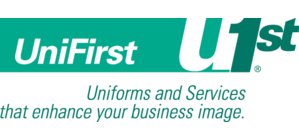 UniFirst U1st®
Uniforms and Services
that enhance your business image.